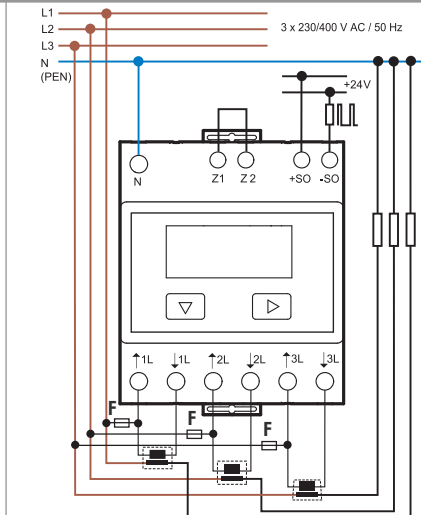 L1
L2
L3
N
(PEN)
3 x 230/400 V AC / 50 Hz
+24V
N
Z1
Z 2
+SO
-SO
↑1L
↓1L
↑2L
↓2L
↑3L
↓3L
F
F
F